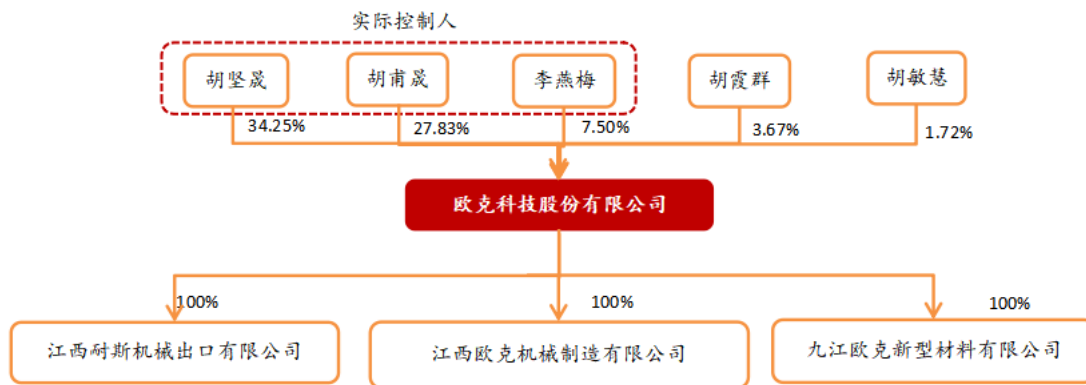 实际控制人
胡坚晟
胡甫晟
李燕梅
胡霞群
胡敏慧
34.25%
27.83%
7.50%
3.67%
1.72%
欧克科技股份有限公司
100%
100%
100%
江西耐斯机械出口有限公司
江西欧克机械制造有限公司
九江欧克新型材料有限公司